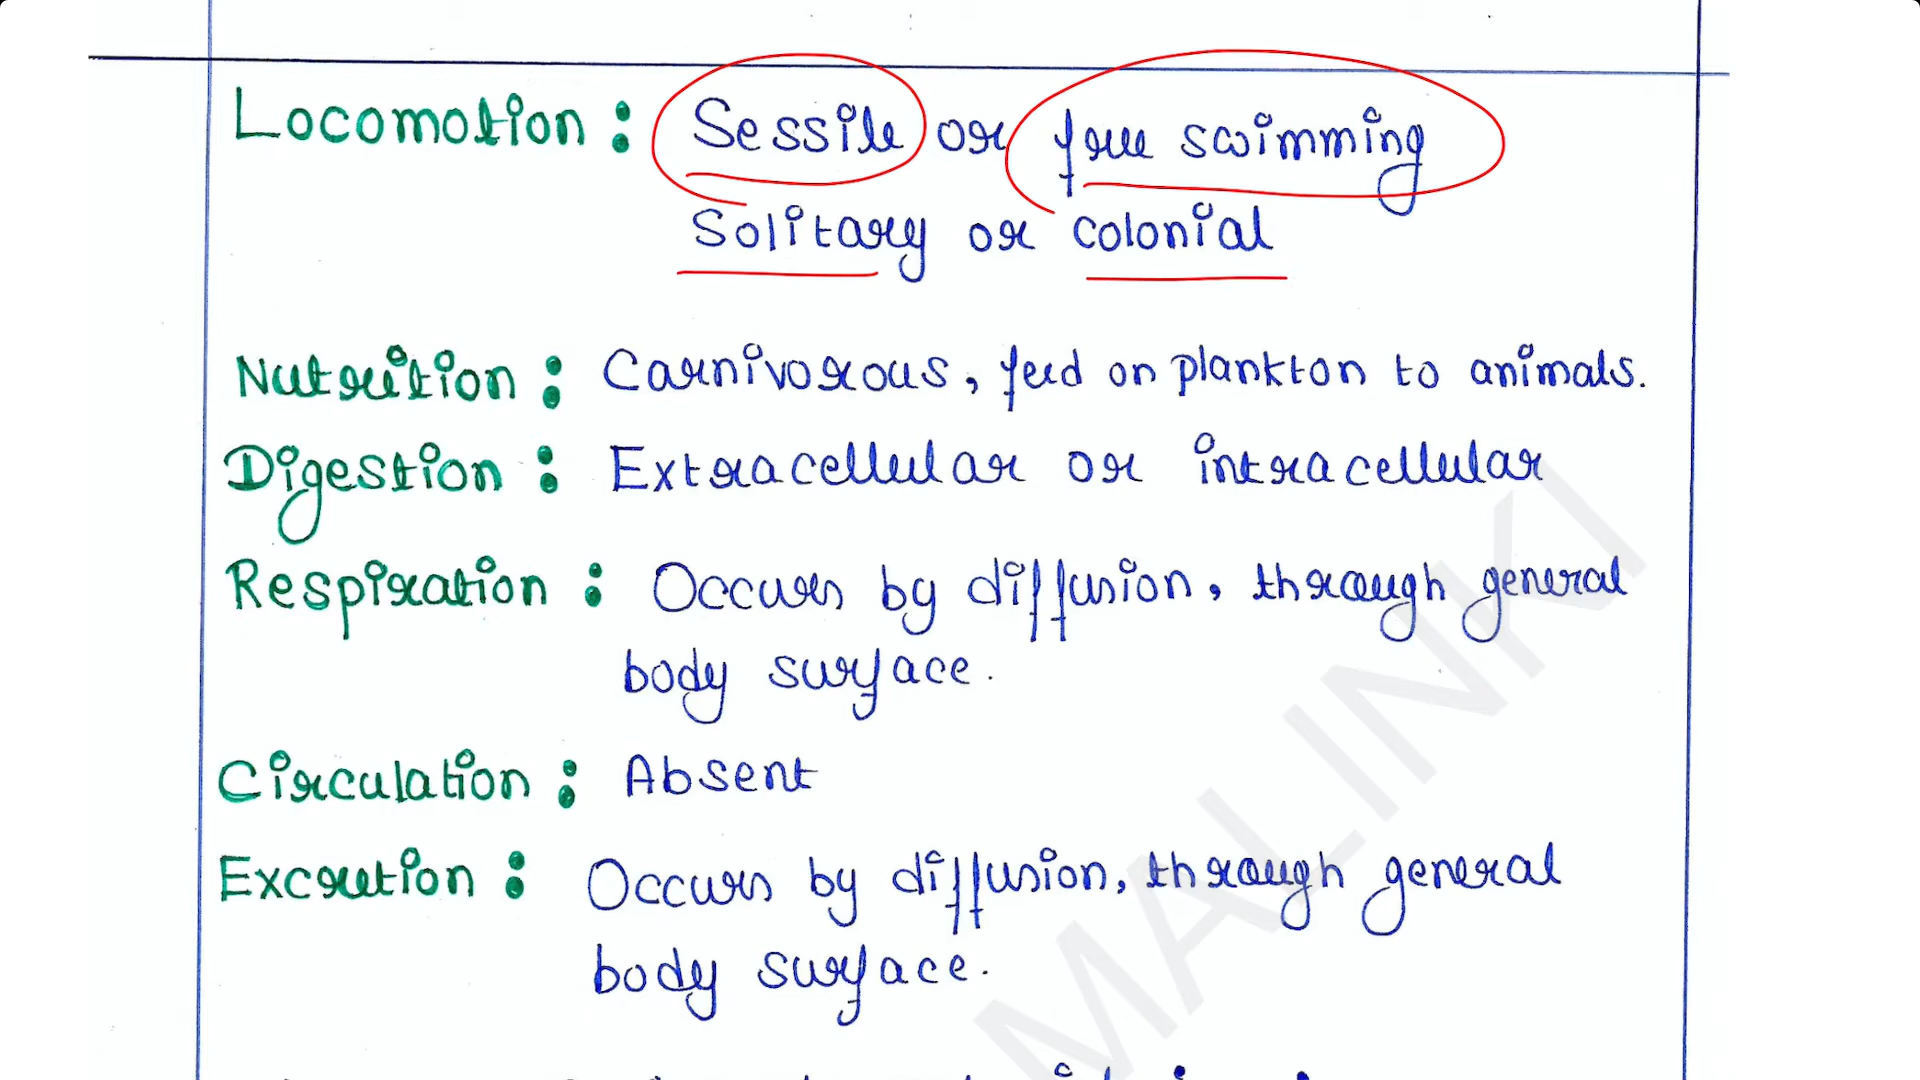 Locomotion : Sessile or free swimming
Solitary or colonial
Nutrition : Carnivorous, feed on plankton to animals.
Digestion : Extracellular or intracellular
Respiration : Occurs by diffusion, through general
body surface.
Circulation : Absent
Excretion : Occurs by diffusion, through general
body surface.
MALINKI